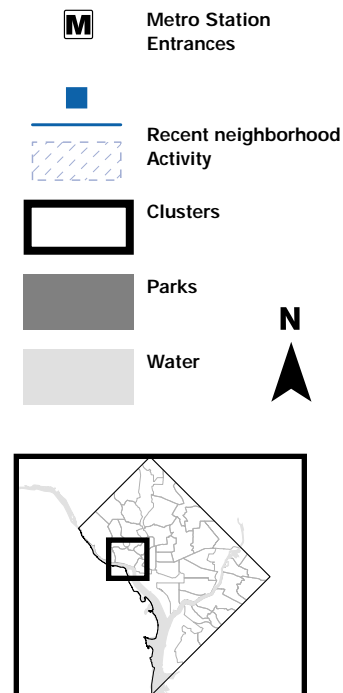 M
Metro Station
Entrances
Recent neighborhood
Activity
Clusters
Parks
N
Water